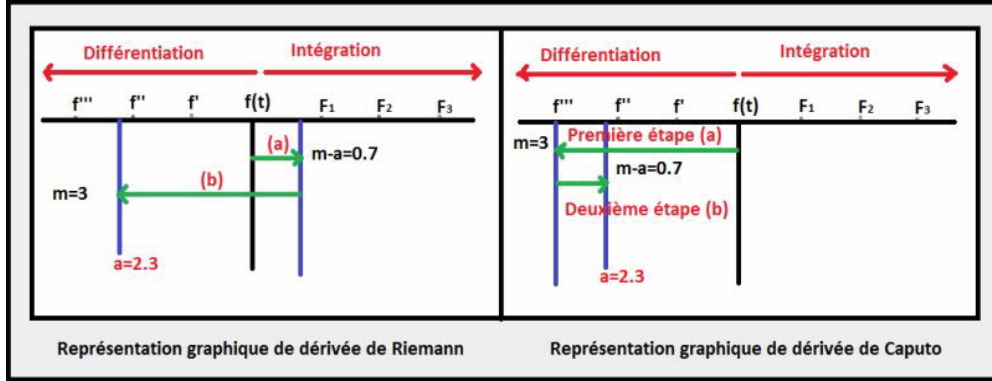 Différentiation
Intégration
f''' f'' f' f(t) F₁ F₂ F₃
(a)
m-a=0.7
(b)
m=3
a=2.3
Représentation graphique de dérivée de Riemann
Différentiation
Intégration
f''' f'' f' f(t) F₁ F₂ F₃
Première étape (a)
m=3
m-a=0.7
Deuxième étape (b)
a=2.3
Représentation graphique de dérivée de Caputo